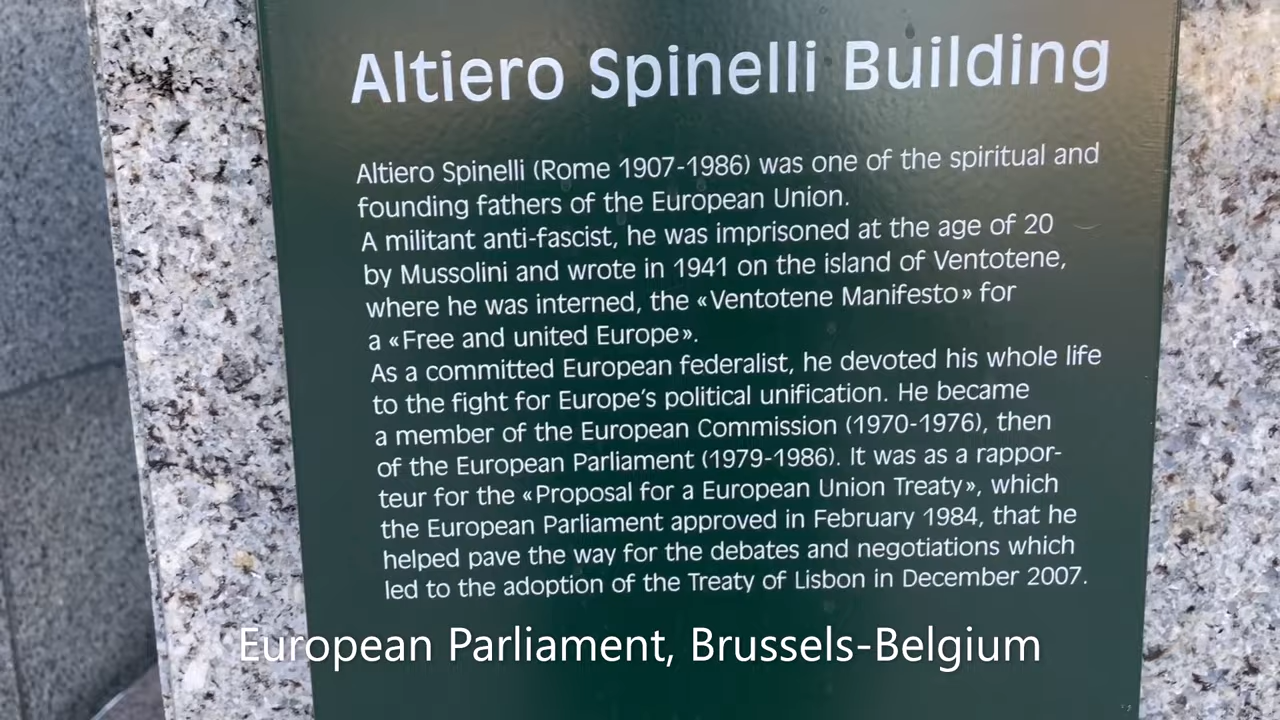 Altiero Spinelli Building
Altiero Spinelli (Rome 1907-1986) was one of the spiritual and
founding fathers of the European Union.
A militant anti-fascist, he was imprisoned at the age of 20
by Mussolini and wrote in 1941 on the island of Ventotene,
where he was interned, the «Ventotene Manifesto» for
a «Free and united Europe».
As a committed European federalist, he devoted his whole life
to the fight for Europe's political unification. He became
a member of the European Commission (1970-1976), then
of the European Parliament (1979-1986). It was as a rappor-
teur for the «Proposal for a European Union Treaty», which
the European Parliament approved in February 1984, that he
helped pave the way for the debates and negotiations which
led to the adoption of the Treaty of Lisbon in December 2007.
European Parliament, Brussels-Belgium